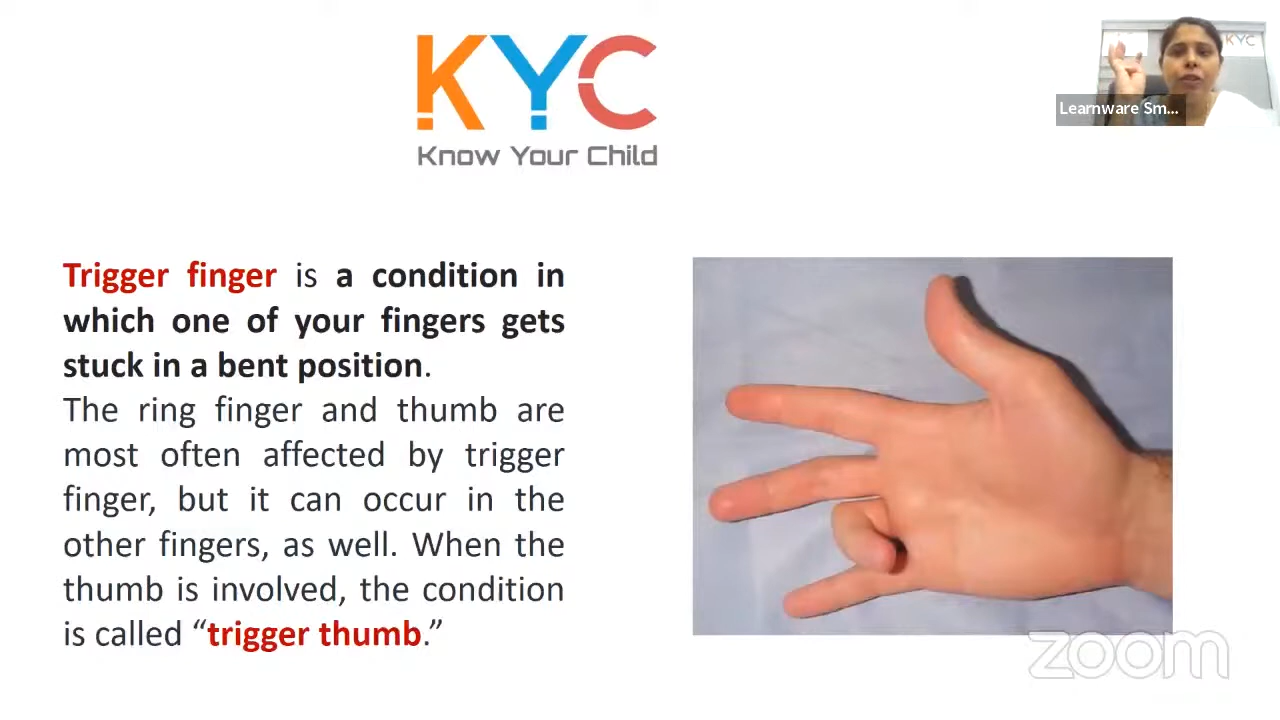 KYC
Know Your Child
KYC
Learnware Sm...
Trigger finger is a condition in
which one of your fingers gets
stuck in a bent position.
The ring finger and thumb are
most often affected by trigger
finger, but it can occur in the
other fingers, as well. When the
thumb is involved, the condition
is called “trigger thumb.”
zoom